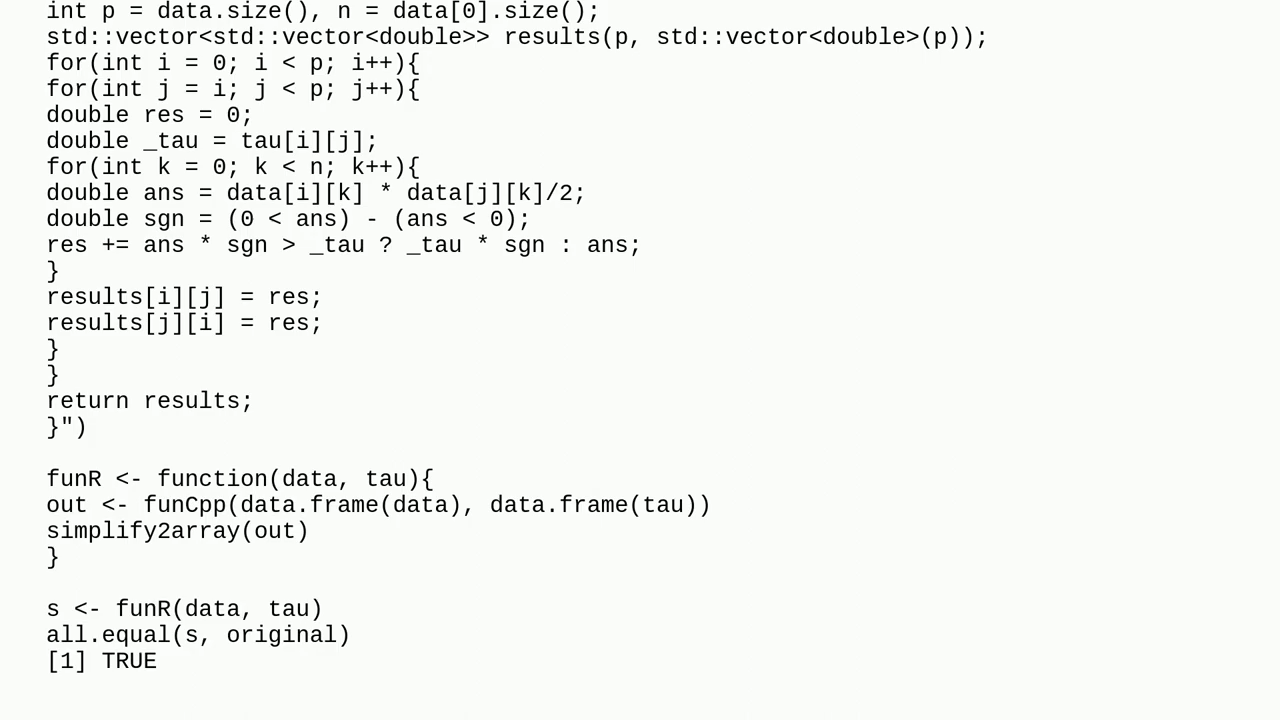 int p = data.size(), n = data[0].size();
std::vector<std::vector<double>> results(p, std::vector<double>(p));
for(int i = 0; i < p; i++){
for(int j = i; j < p; j++){
double res = 0;
double _tau = tau[i][j];
for(int k = 0; k < n; k++){
double ans = data[i][k] * data[j][k]/2;
double sgn = (0 < ans) - (ans < 0);
res += ans * sgn > _tau ? _tau * sgn : ans;
}
results[i][j] = res;
results[j][i] = res;
}
}
return results;
}")

funR <- function(data, tau){
out <- funCpp(data.frame(data), data.frame(tau))
simplify2array(out)
}

s <- funR(data, tau)
all.equal(s, original)
[1] TRUE